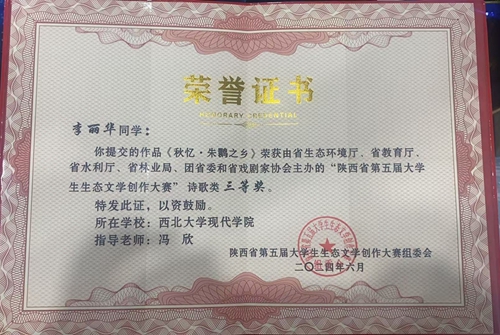 荣誉证书
HONORARY CREDENTIAL
李丽华同学：
你提交的作品《秋忆·朱鹮之乡》荣获由省生态环境厅、省教育厅、
省水利厅、省林业局、团省委和省戏剧家协会主办的“陕西省第五届大学
生生态文学创作大赛”诗歌类 三等奖。
特发此证，以资鼓励。
所在学校：西北大学现代学院
指导老师：冯 欣
陕西省第五届大学生生态文学创作大赛组委会
二〇二四年六月